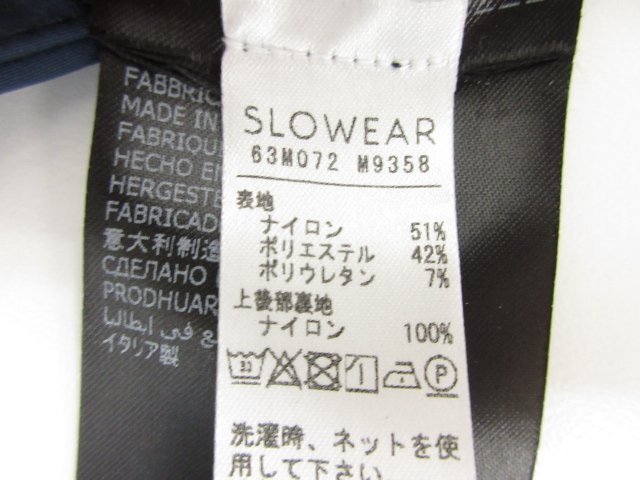 SLOWEAR
63M072 M9358
表地
ナイロン 51%
ポリエステル 42%
ポリウレタン 7%
上後部裏地
ナイロン 100%
30
P
洗濯時、ネットを使
用して下さい
FABBRIC
MADE IN
FABRIQU
HECHO EN
HERGESTE
FABRICAD
意大利制造
СДЕЛАНО
PRODHUAR
イタリア製